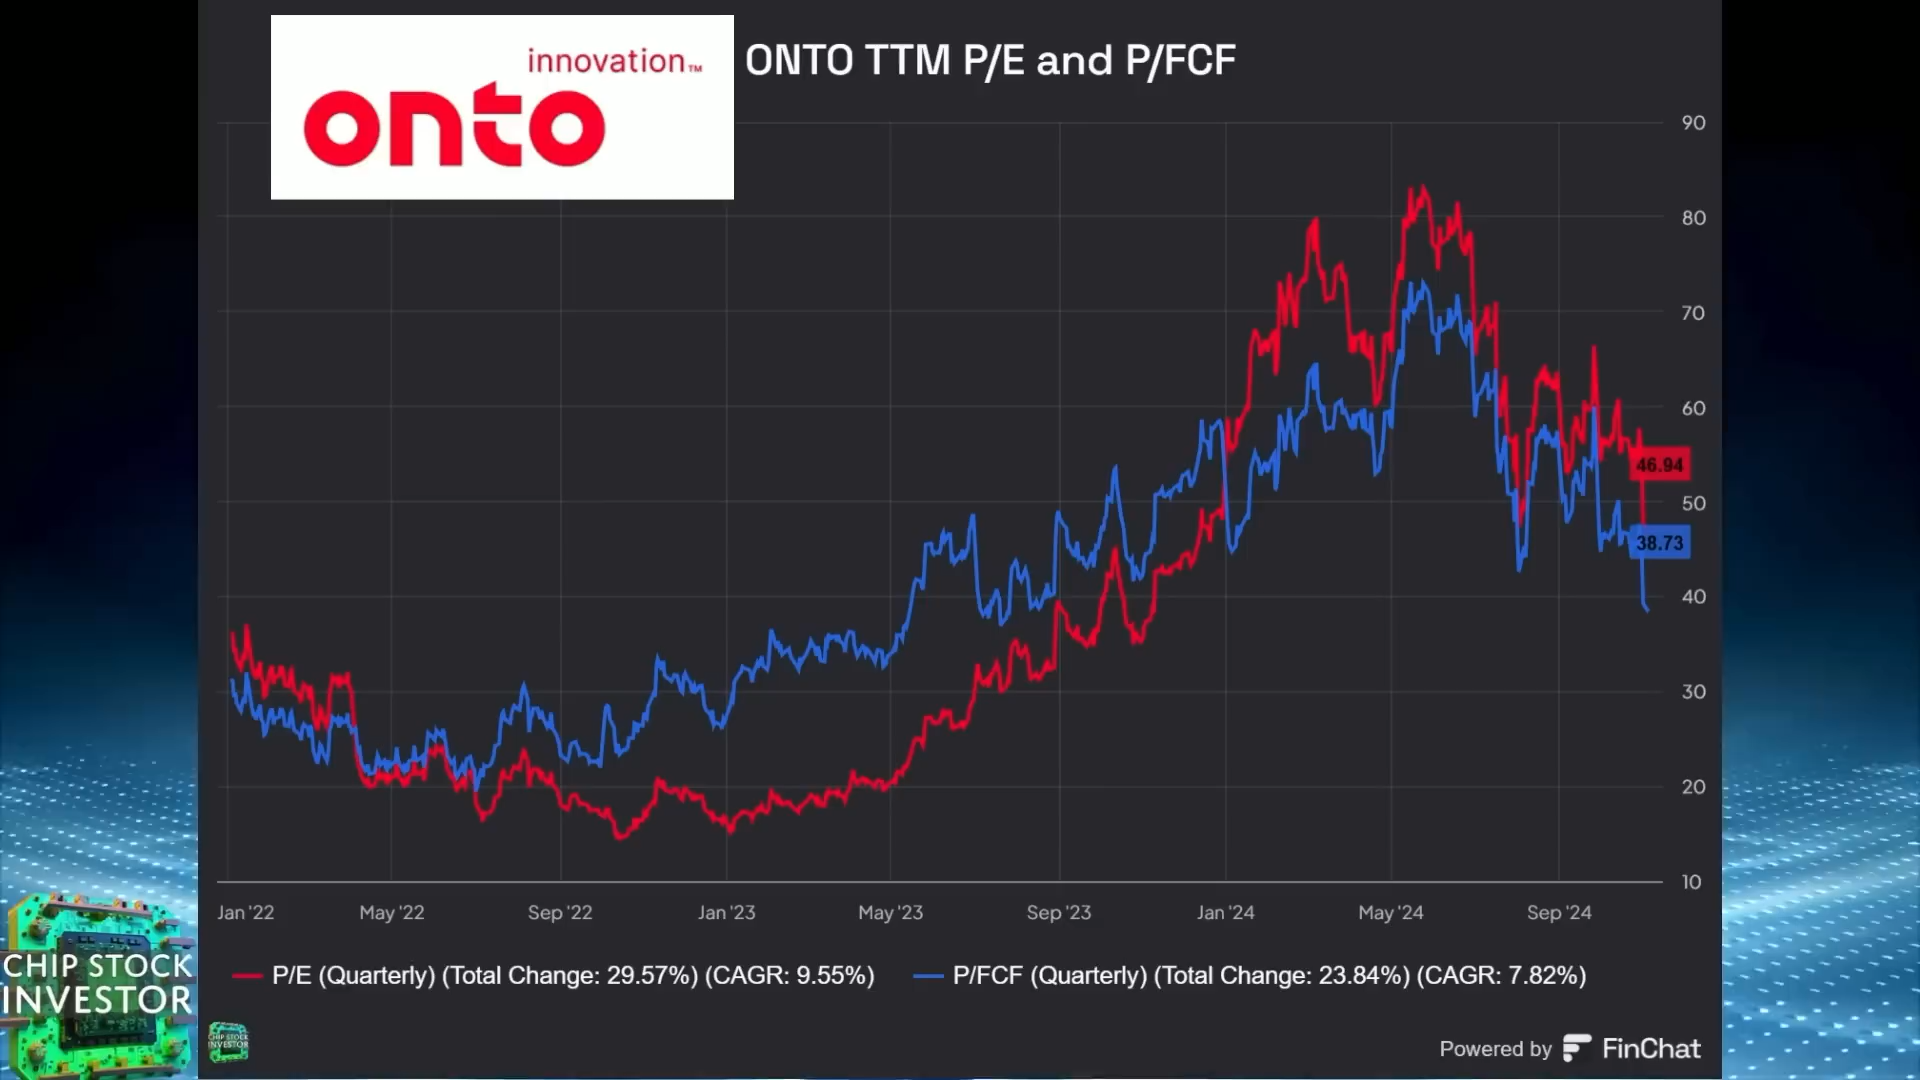 innovation™
onto
ONTO TTM P/E and P/FCF
90
80
70
60
50
40
30
20
10
46.94
38.73
Jan '22
May '22
Sep '22
Jan '23
May '23
Sep '23
Jan '24
May '24
Sep '24
P/E (Quarterly) (Total Change: 29.57%) (CAGR: 9.55%)
P/FCF (Quarterly) (Total Change: 23.84%) (CAGR: 7.82%)
CHIP STOCK
INVESTOR
CHIP STOCK
INVESTOR
Powered by FinChat